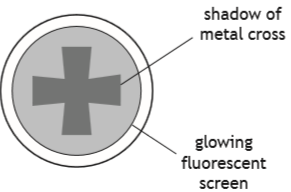 shadow of
metal cross
glowing
fluorescent
screen